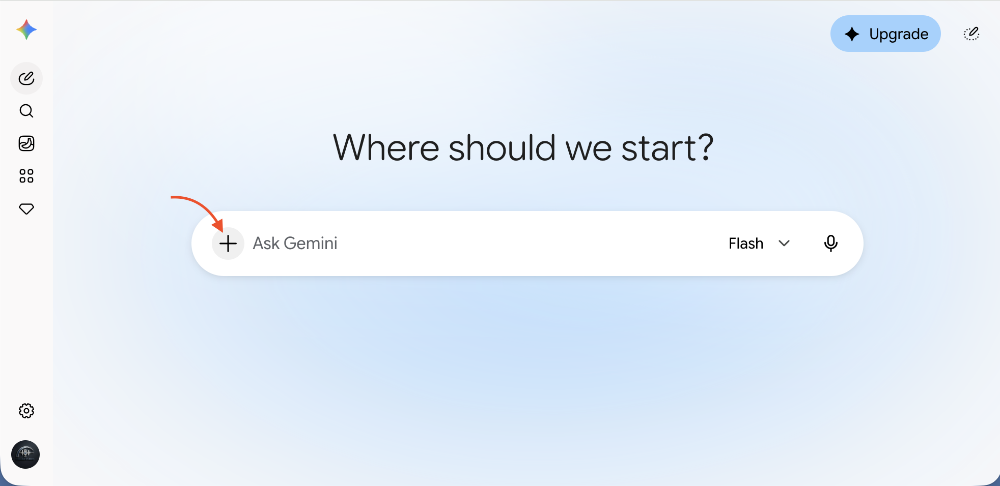 Upgrade
Where should we start?
Ask Gemini
Flash